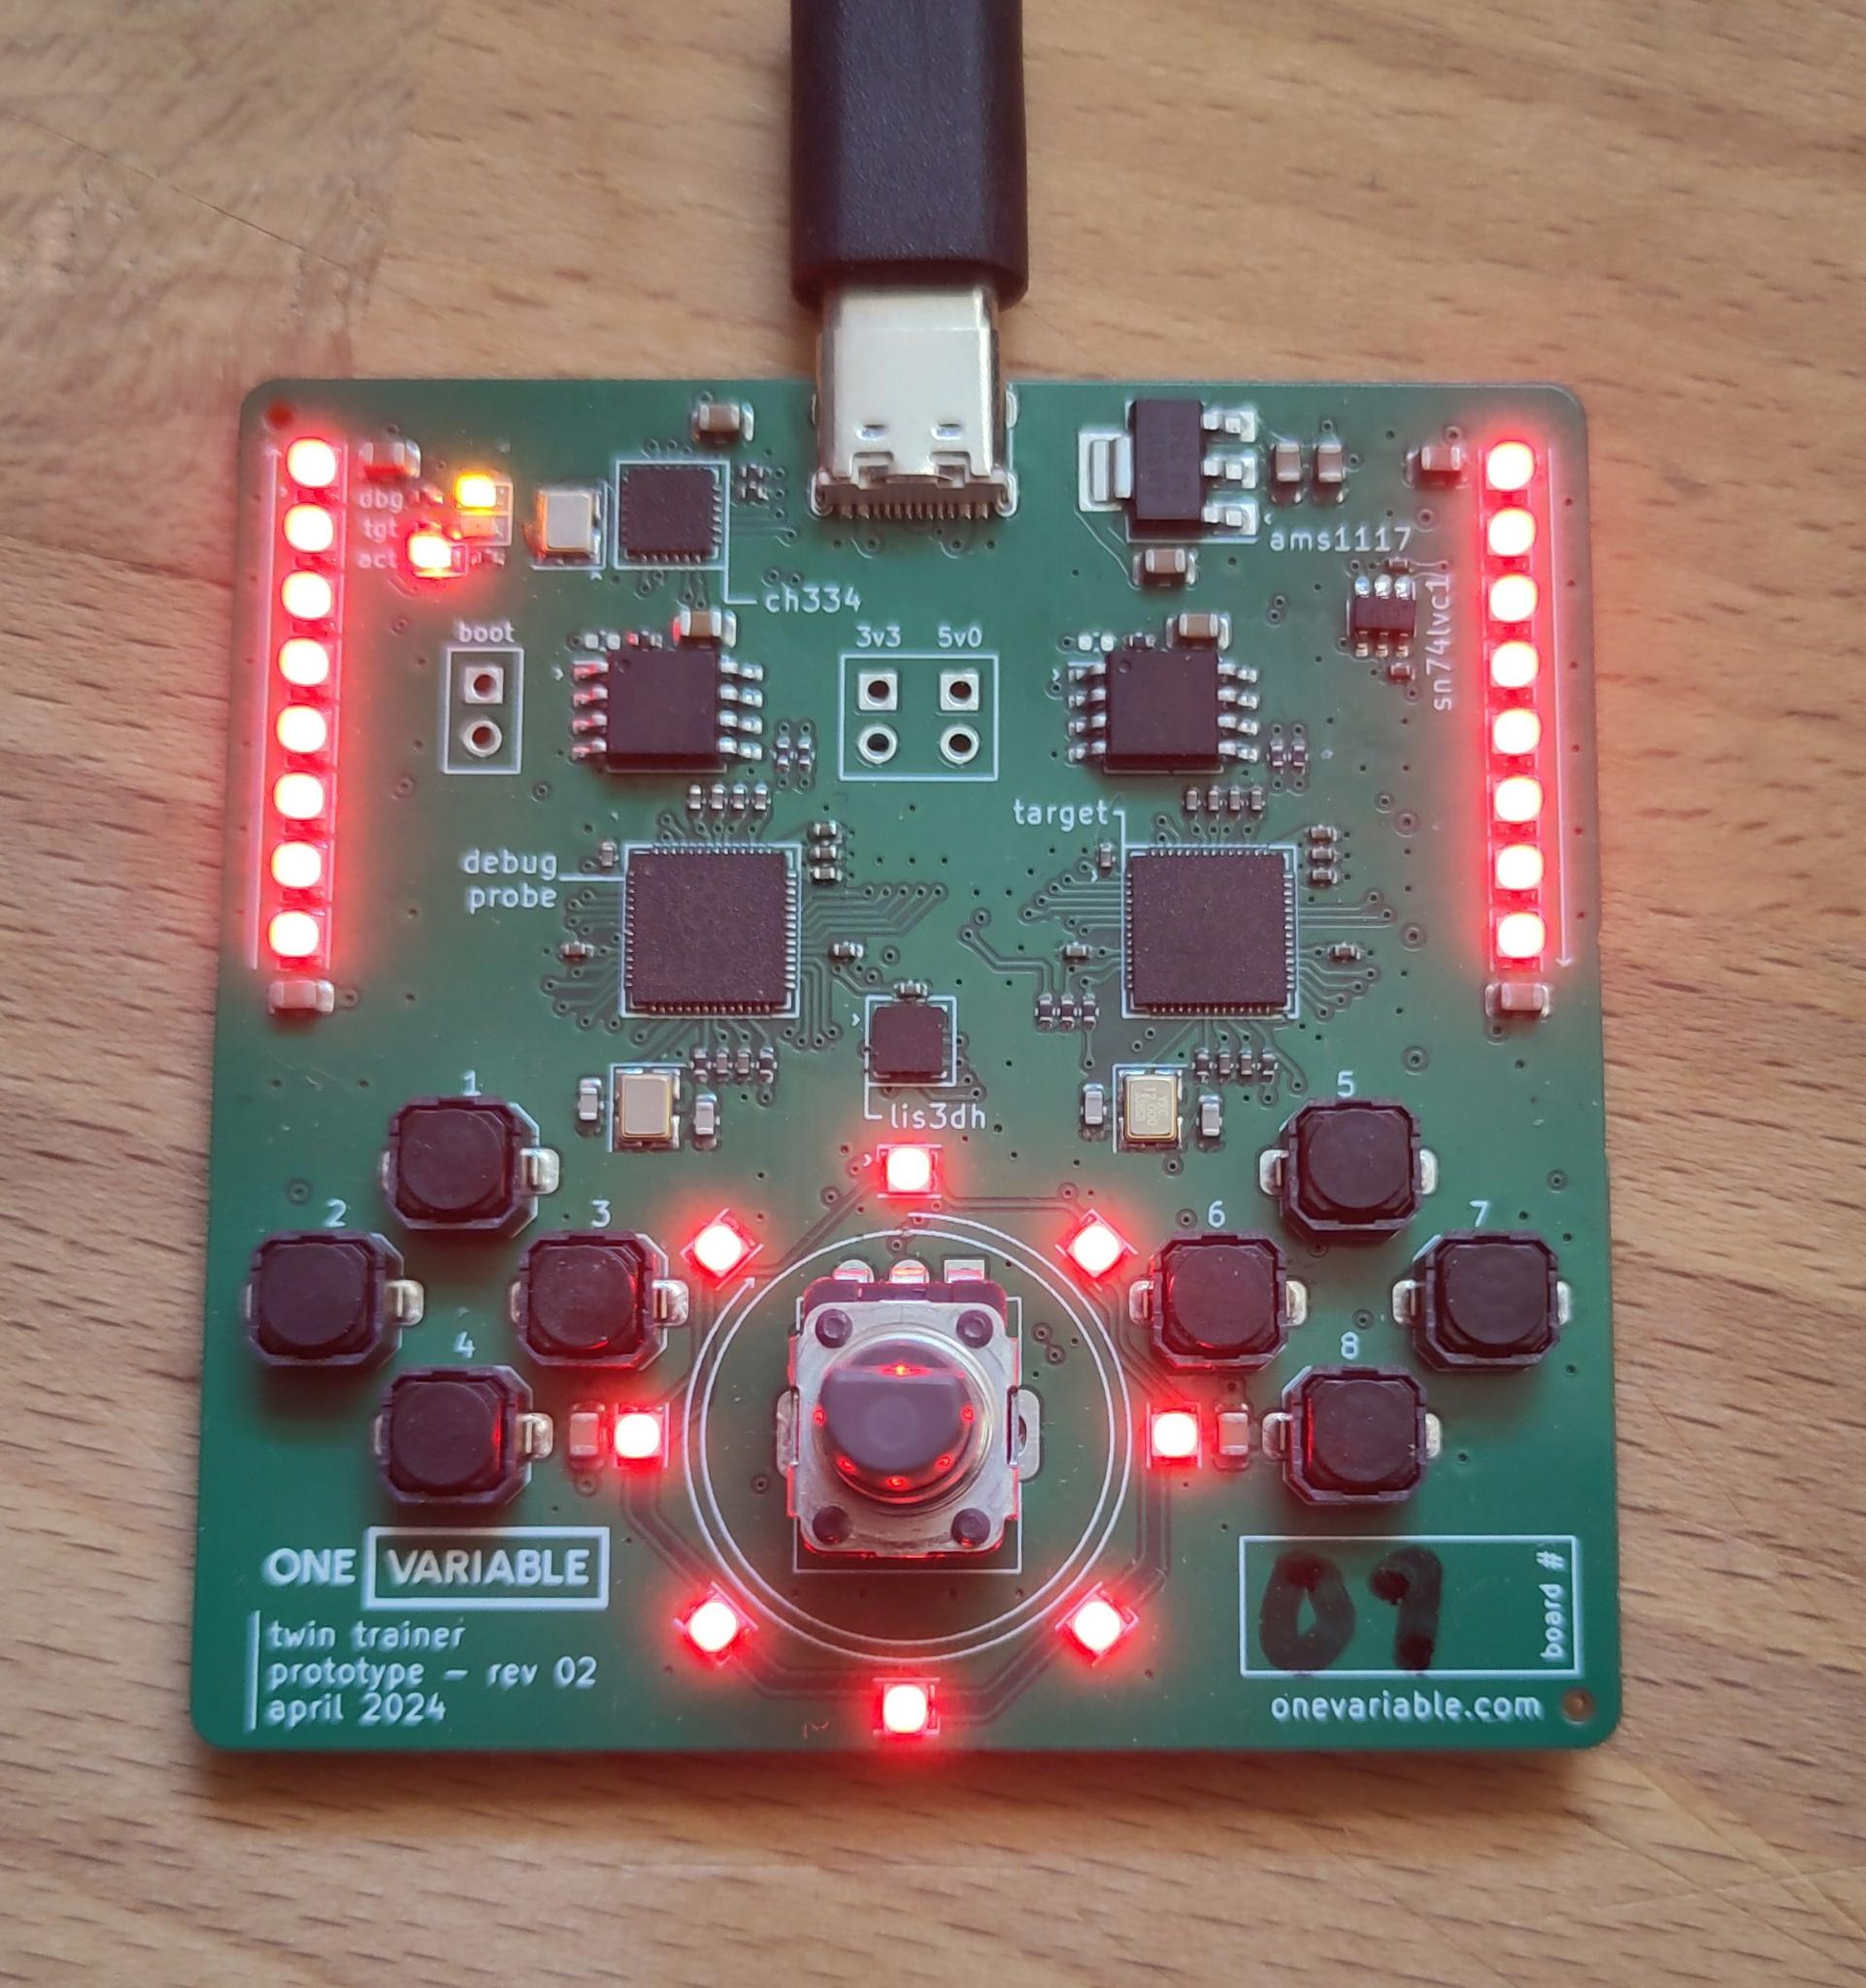 dbg
tgt
act
ch334
ams1117
sn74lvc1
boot
3v3 5v0
target
debug
probe
lis3dh
1
5
2
3
6
7
4
8
ONE VARIABLE
twin trainer
prototype - rev 02
april 2024
09
board #
onevariable.com